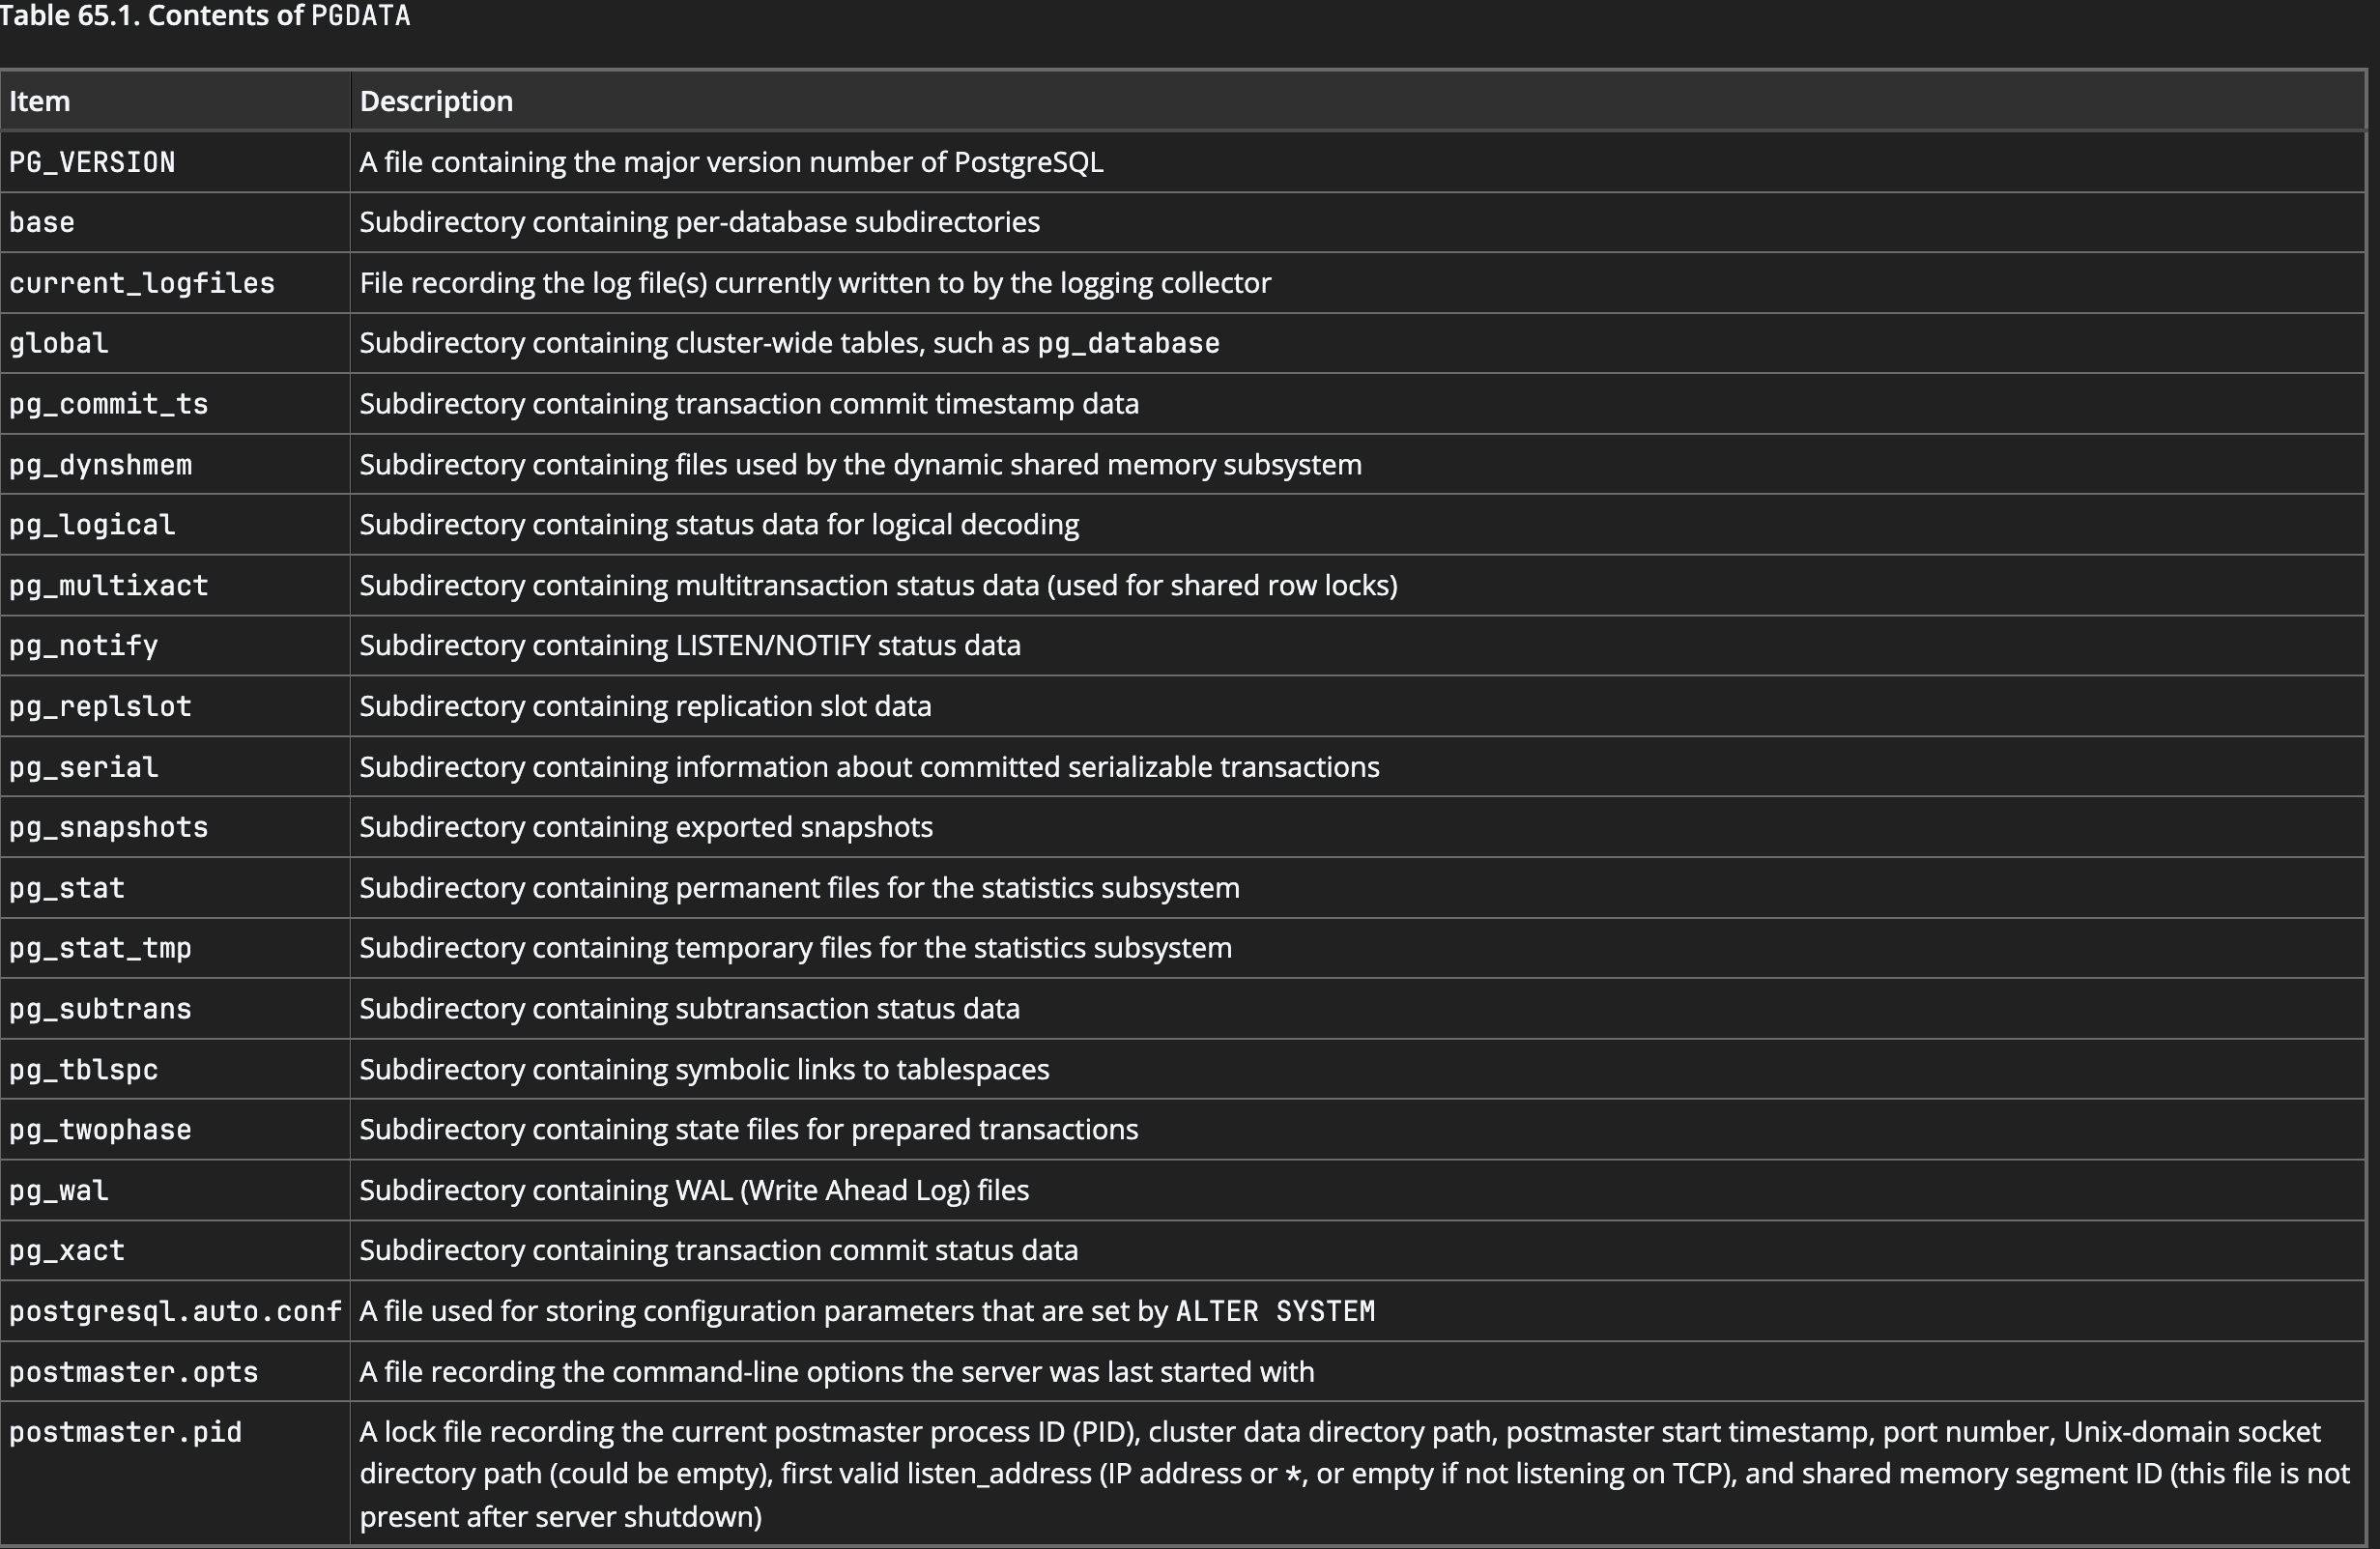 Table 65.1. Contents of PGDATA
Item Description
PG_VERSION A file containing the major version number of PostgreSQL
base Subdirectory containing per-database subdirectories
current_logfiles File recording the log file(s) currently written to by the logging collector
global Subdirectory containing cluster-wide tables, such as pg_database
pg_commit_ts Subdirectory containing transaction commit timestamp data
pg_dynshmem Subdirectory containing files used by the dynamic shared memory subsystem
pg_logical Subdirectory containing status data for logical decoding
pg_multixact Subdirectory containing multitransaction status data (used for shared row locks)
pg_notify Subdirectory containing LISTEN/NOTIFY status data
pg_replslot Subdirectory containing replication slot data
pg_serial Subdirectory containing information about committed serializable transactions
pg_snapshots Subdirectory containing exported snapshots
pg_stat Subdirectory containing permanent files for the statistics subsystem
pg_stat_tmp Subdirectory containing temporary files for the statistics subsystem
pg_subtrans Subdirectory containing subtransaction status data
pg_tblspc Subdirectory containing symbolic links to tablespaces
pg_twophase Subdirectory containing state files for prepared transactions
pg_wal Subdirectory containing WAL (Write Ahead Log) files
pg_xact Subdirectory containing transaction commit status data
postgresql.auto.conf A file used for storing configuration parameters that are set by ALTER SYSTEM
postmaster.opts A file recording the command-line options the server was last started with
postmaster.pid A lock file recording the current postmaster process ID (PID), cluster data directory path, postmaster start timestamp, port number, Unix-domain socket
directory path (could be empty), first valid listen_address (IP address or *, or empty if not listening on TCP), and shared memory segment ID (this file is not
present after server shutdown)